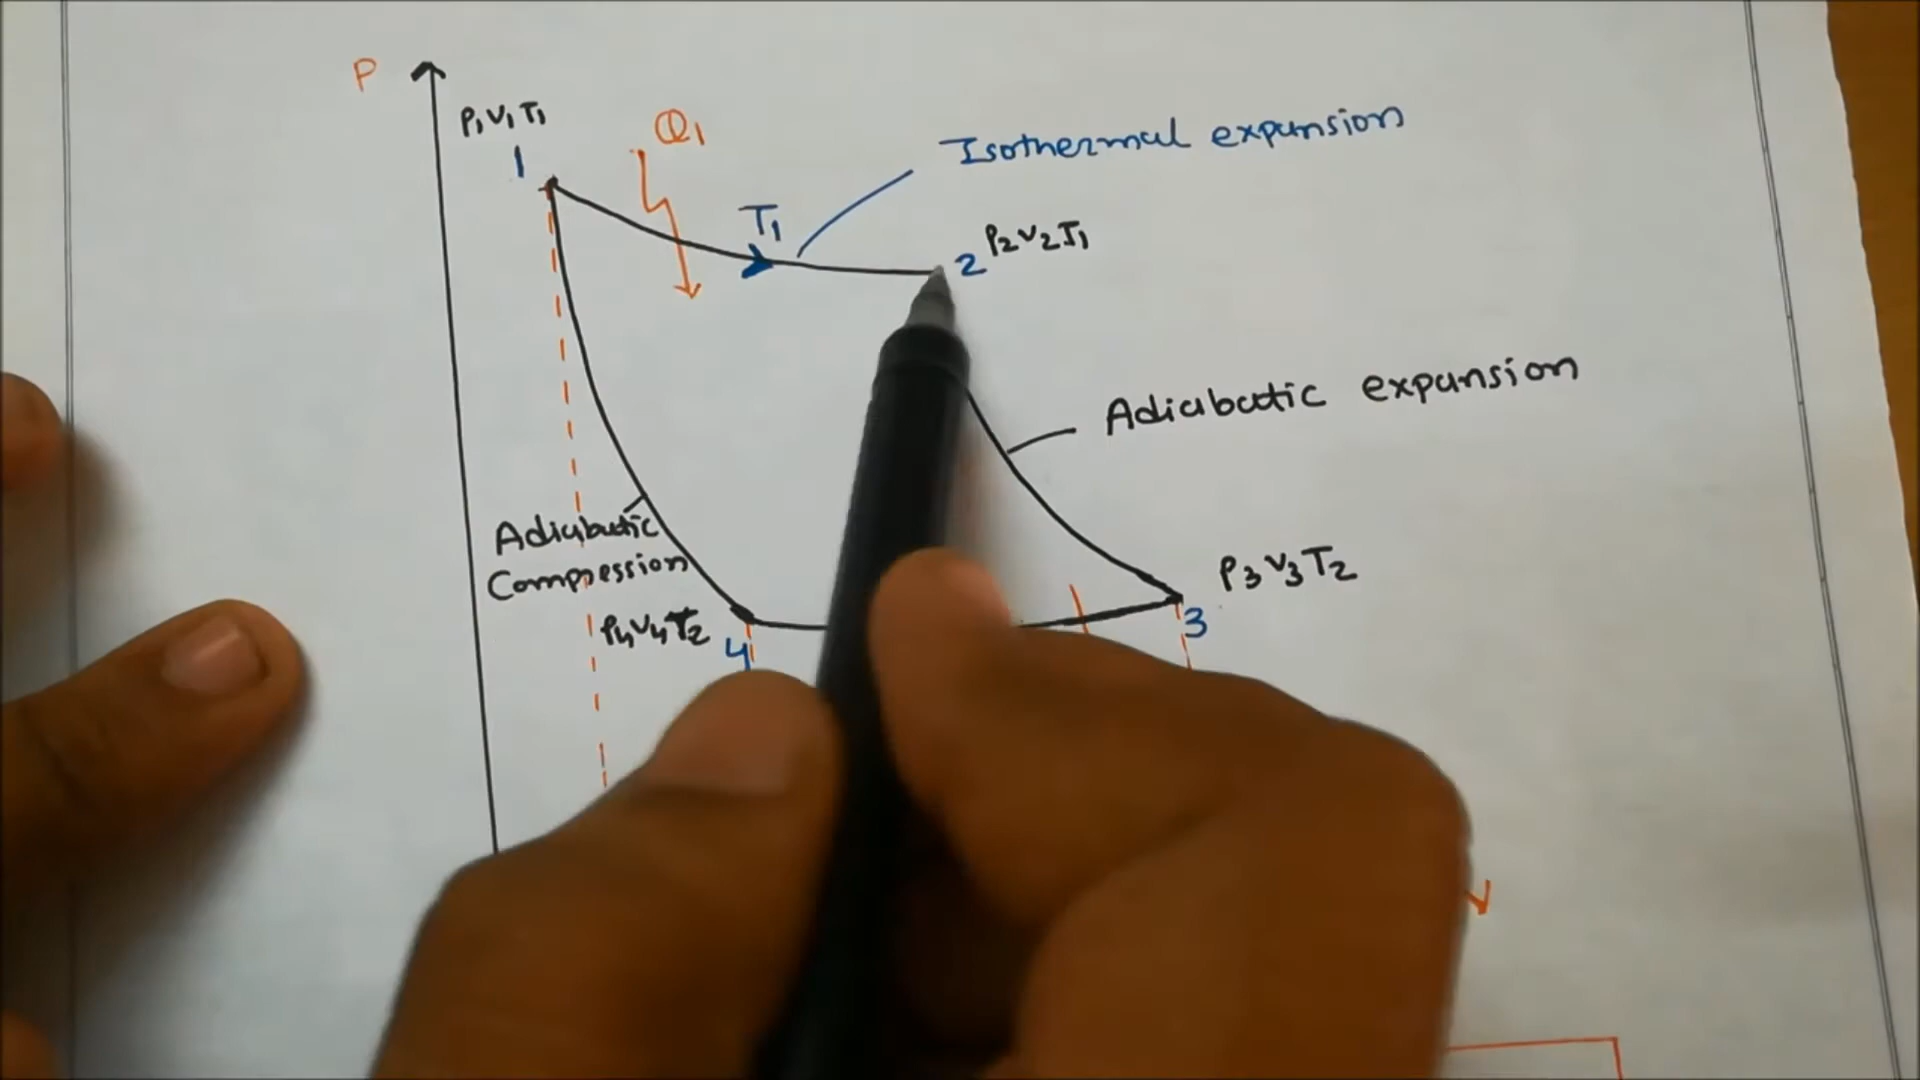 P
P1V1T1
1
Q1
Isothermal expansion
T1
2
P2V2T1
Adiabatic expansion
Adiabatic
Compression
P3V3T2
3
P4V4T2
4
V